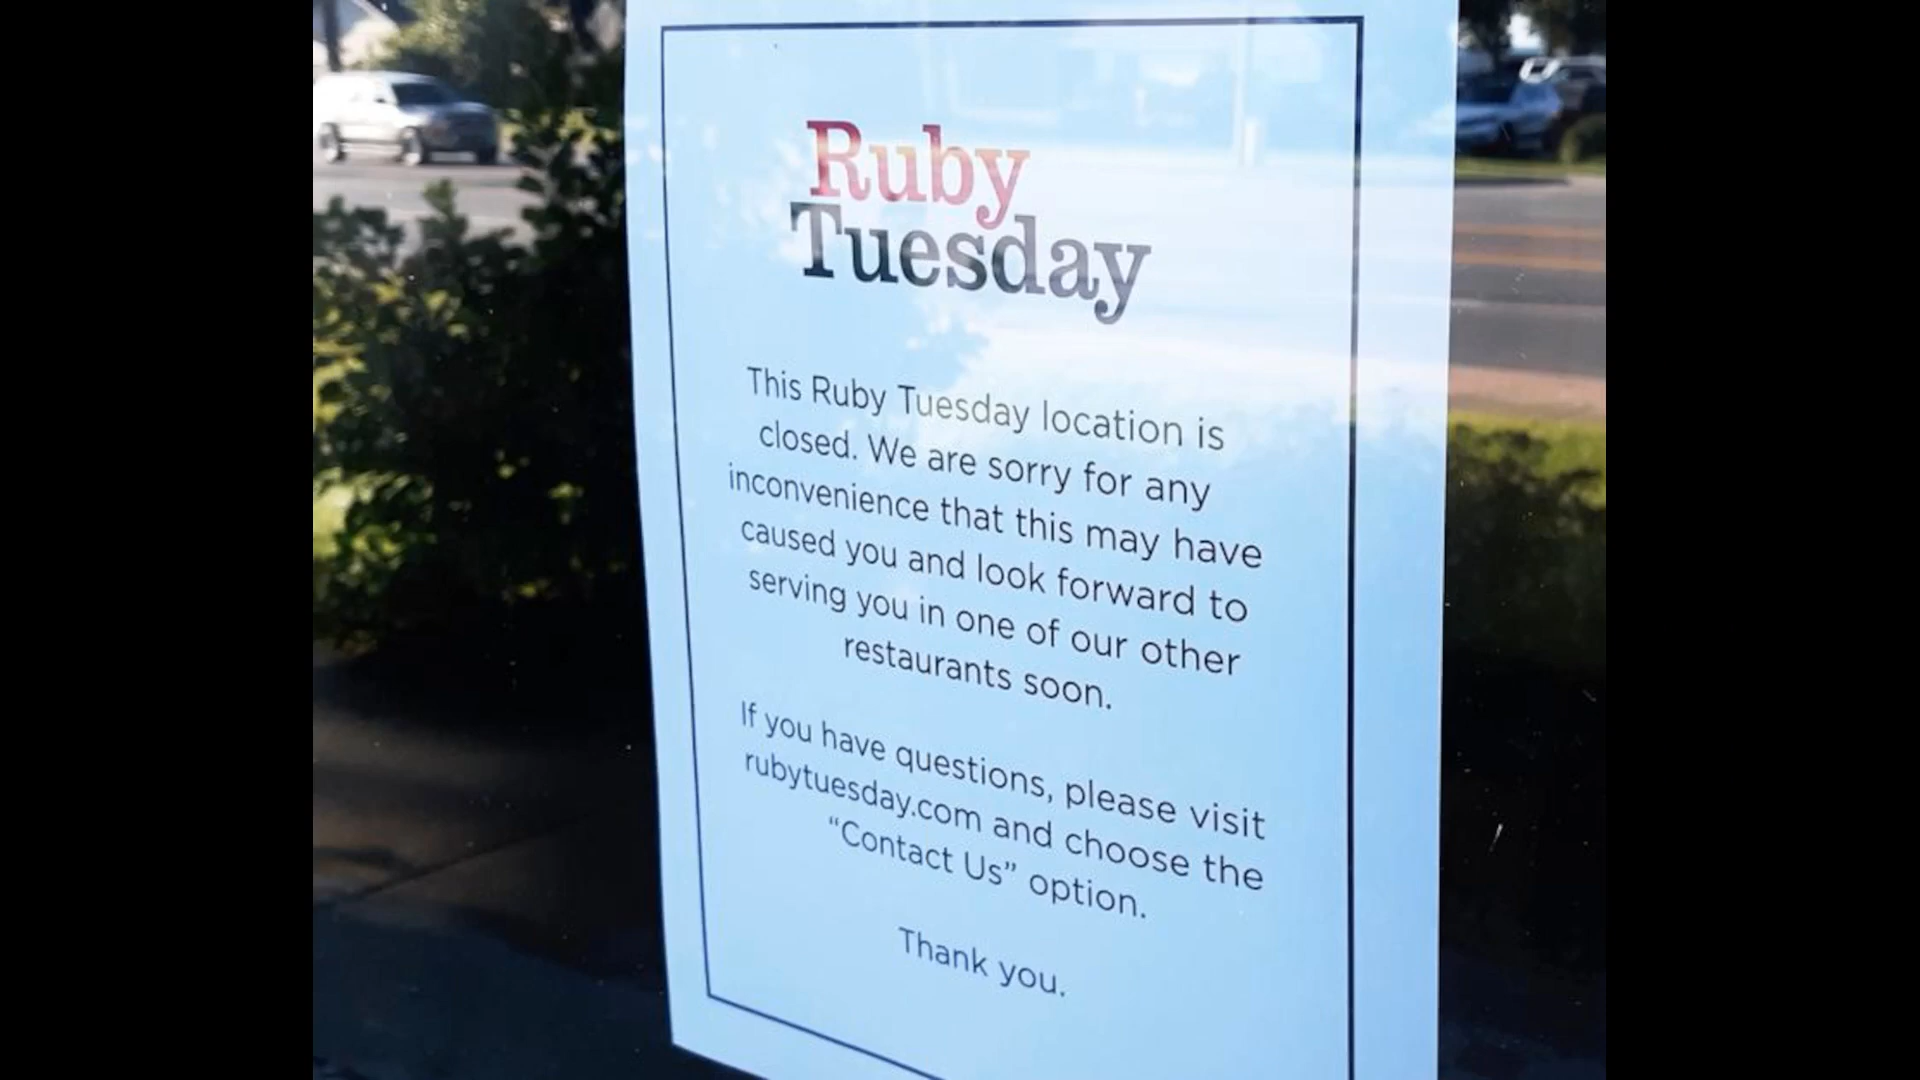 Ruby
Tuesday
This Ruby Tuesday location is
closed. We are sorry for any
inconvenience that this may have
caused you and look forward to
serving you in one of our other
restaurants soon.
If you have questions, please visit
rubytuesday.com and choose the
“Contact Us” option.
Thank you.